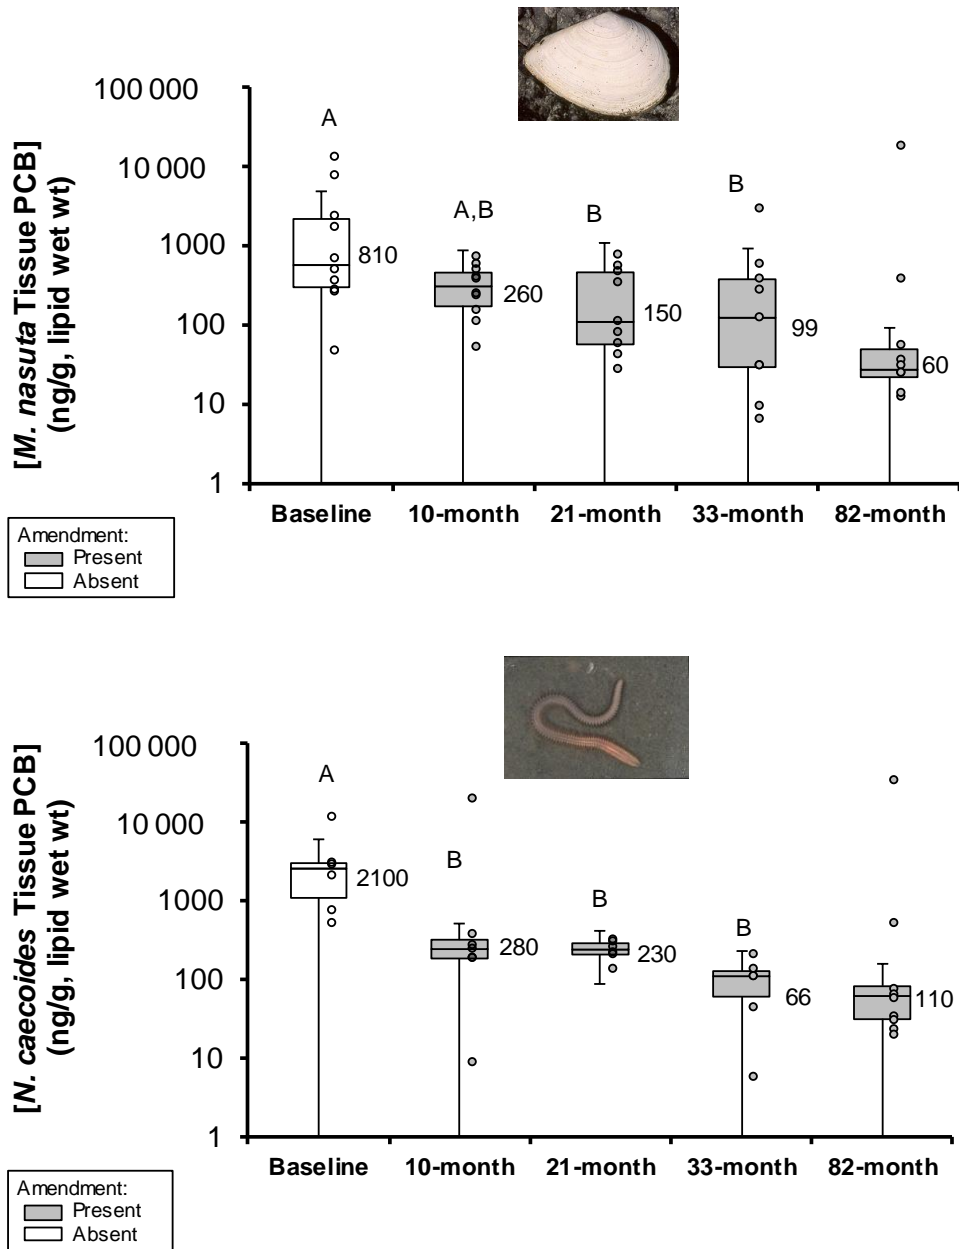 100 000
10 000
1000
100
10
1
[M. nasuta Tissue PCB]
(ng/g, lipid wet wt)
A
810
A,B
260
B
150
B
99
60
Baseline
10-month
21-month
33-month
82-month
Amendment:
Present
Absent
100 000
10 000
1000
100
10
1
[N. caecoides Tissue PCB]
(ng/g, lipid wet wt)
A
2100
B
280
B
230
B
66
110
Baseline
10-month
21-month
33-month
82-month
Amendment:
Present
Absent